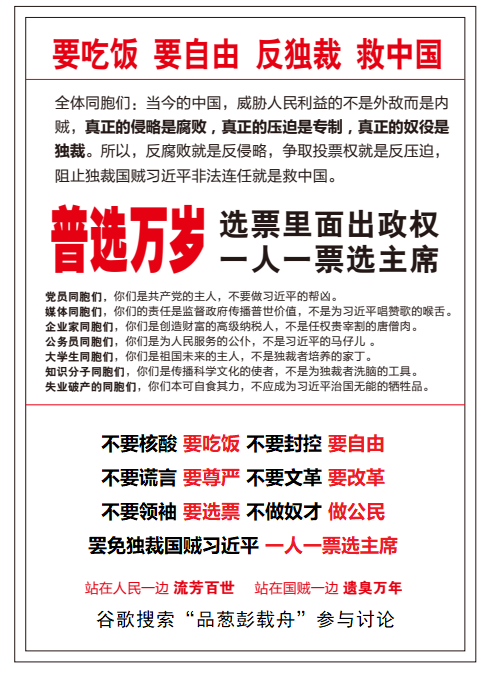 要吃饭 要自由 反独裁 救中国
全体同胞们：当今的中国，威胁人民利益的不是外敌而是内
贼，真正的侵略是腐败，真正的压迫是专制，真正的奴役是
独裁。所以，反腐败就是反侵略，争取投票权就是反压迫，
阻止独裁国贼习近平非法连任就是救中国。
普选万岁
选票里面出政权
一人一票选主席
党员同胞们，你们是共产党的主人，不要做习近平的帮凶。
媒体同胞们，你们的责任是监督政府传播普世价值，不是为习近平唱赞歌的喉舌。
企业家同胞们，你们是创造财富的高级纳税人，不是任权贵宰割的唐僧肉。
公务员同胞们，你们是为人民服务的公仆，不是习近平的马仔儿 。
大学生同胞们，你们是祖国未来的主人，不是独裁者培养的家丁。
知识分子同胞们，你们是传播科学文化的使者，不是为独裁者洗脑的工具。
失业破产的同胞们，你们本可自食其力，不应成为习近平治国无能的牺牲品。
不要核酸 要吃饭 不要封控 要自由
不要谎言 要尊严 不要文革 要改革
不要领袖 要选票 不做奴才 做公民
罢免独裁国贼习近平 一人一票选主席
站在人民一边 流芳百世 站在国贼一边 遗臭万年
谷歌搜索“品葱彭载舟”参与讨论